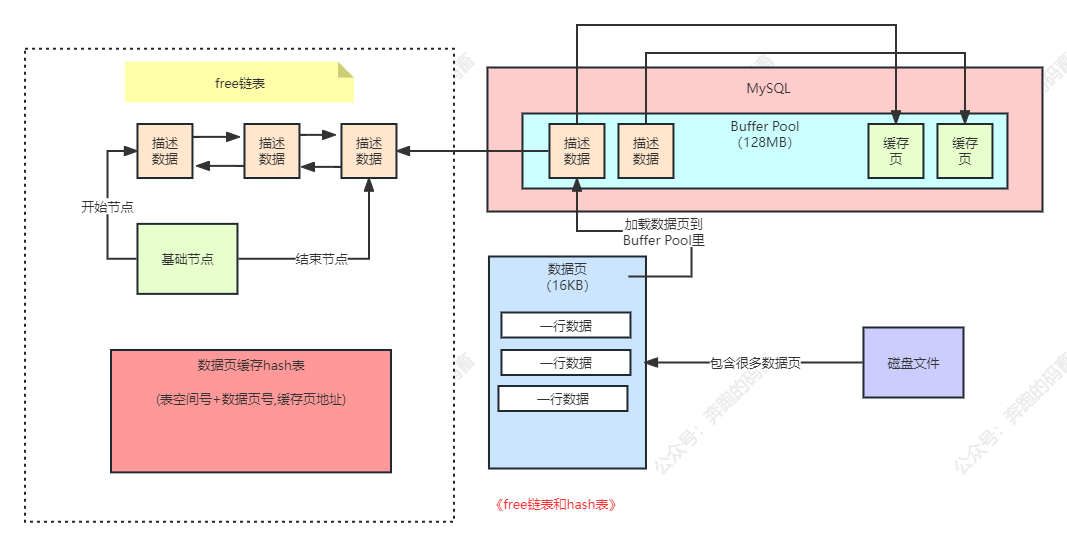 free链表
描述
数据
描述
数据
描述
数据
开始节点
基础节点
结束节点
数据页缓存hash表
(表空间号+数据页号,缓存页地址)
MySQL
Buffer Pool
（128MB）
描述
数据
描述
数据
缓存
页
缓存
页
加载数据页到
Buffer Pool里
数据页
（16KB）
一行数据
一行数据
一行数据
包含很多数据页
磁盘文件
《free链表和hash表》
公众号：奔跑的码畜
公众号：奔跑的码畜